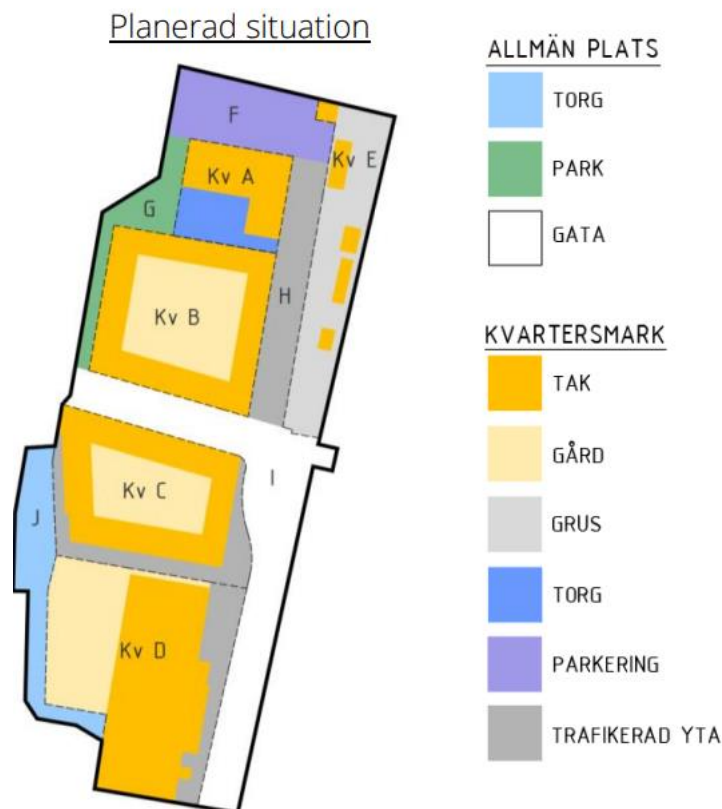 Planerad situation
F
Kv E
Kv A
G
H
Kv B
I
Kv C
J
Kv D
ALLMÄN PLATS
TORG
PARK
GATA
KVARTERSMARK
TAK
GÅRD
GRUS
TORG
PARKERING
TRAFIKERAD YTA